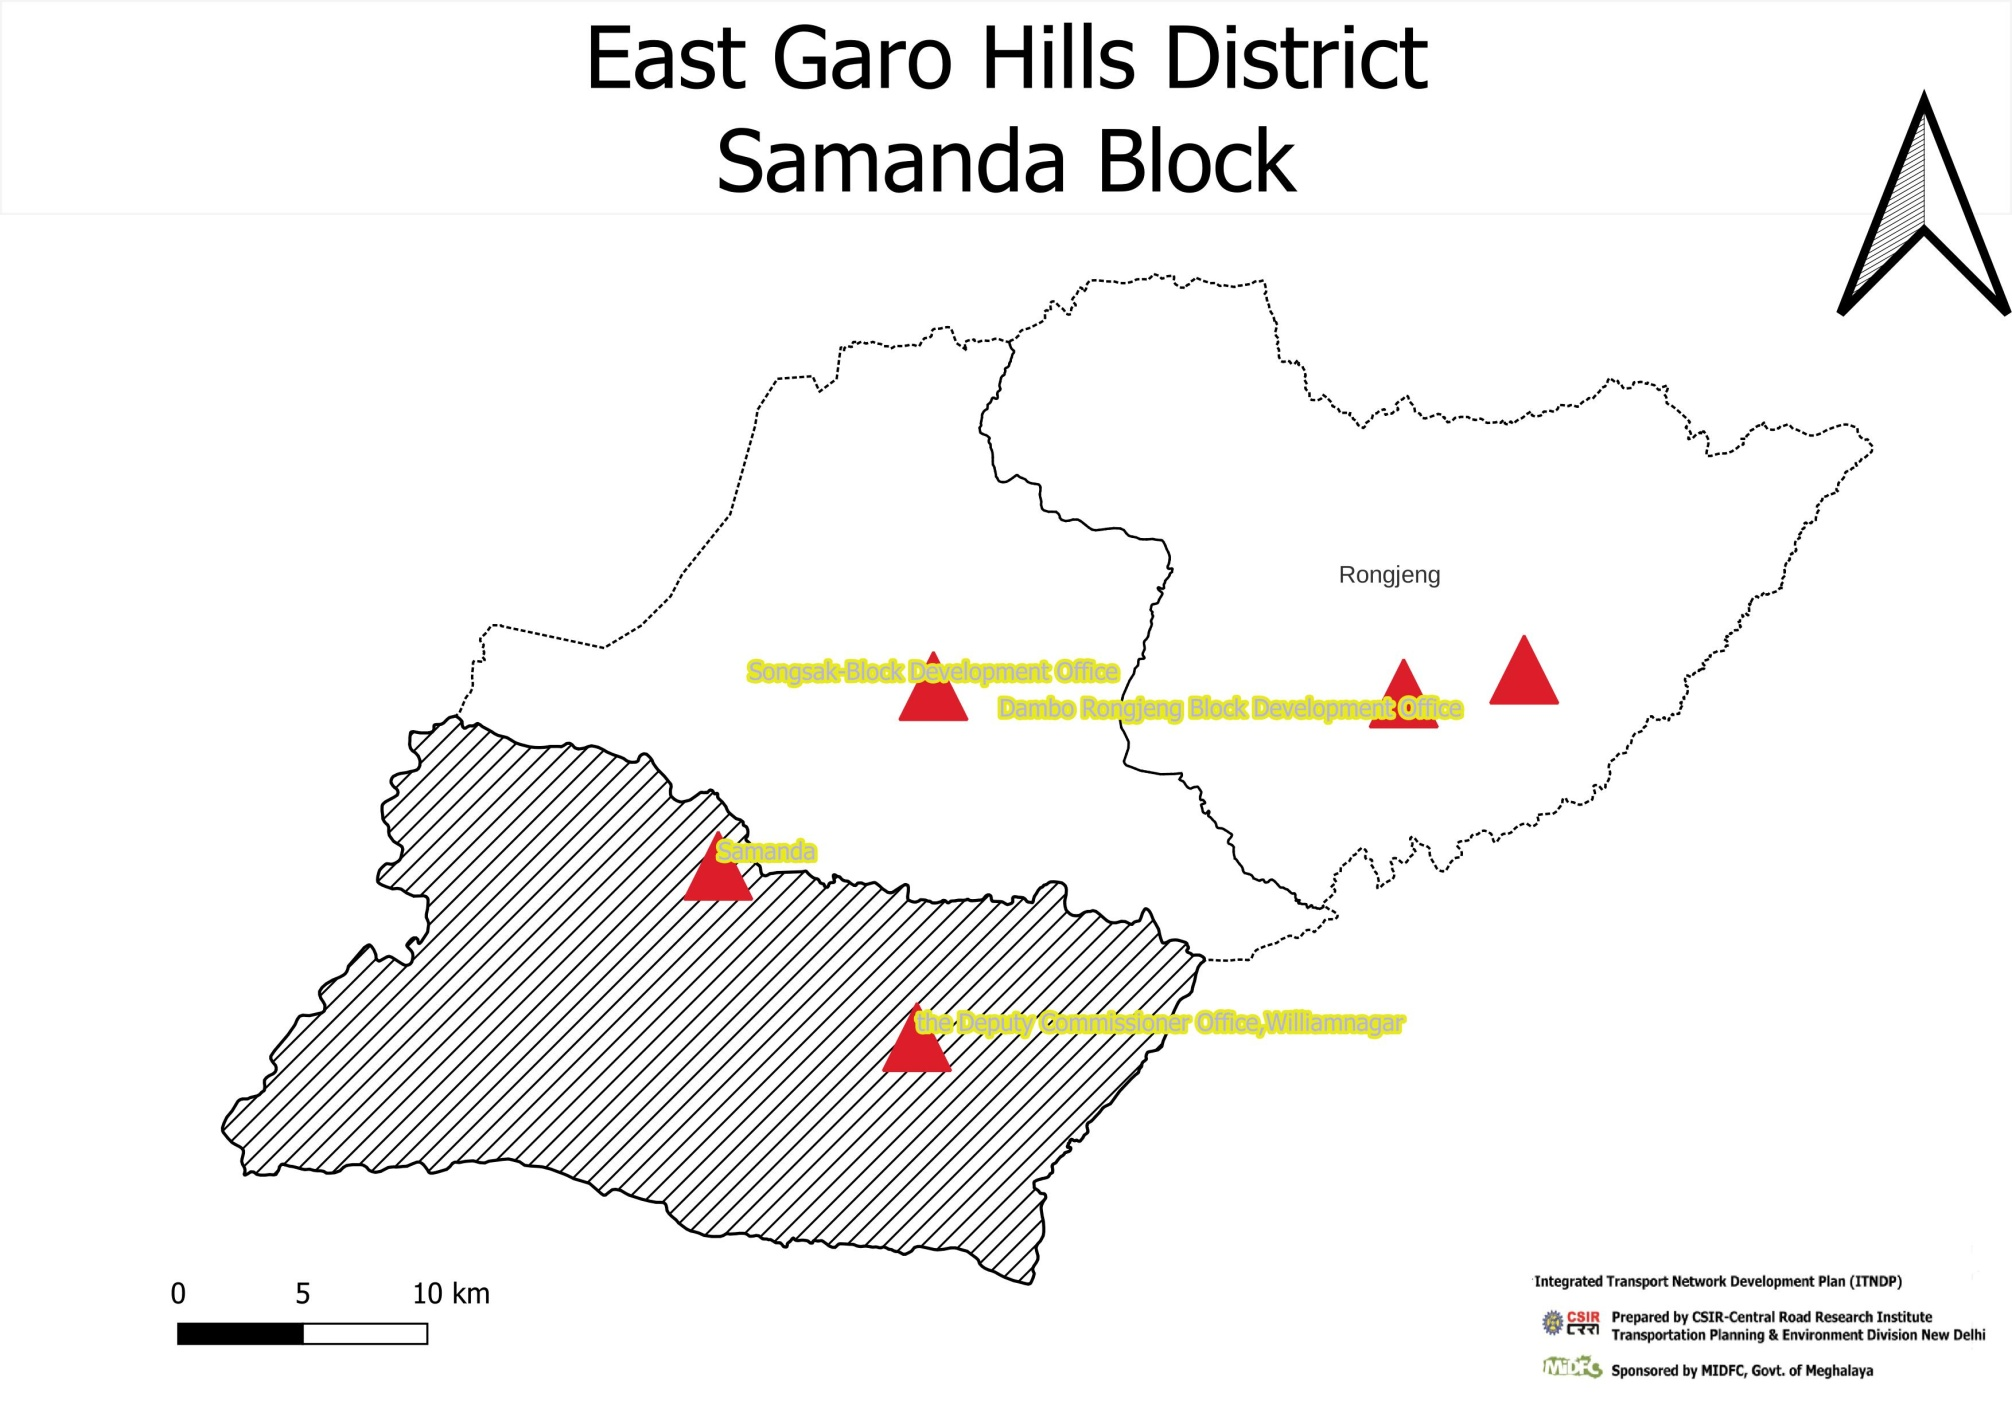 East Garo Hills District
Samanda Block
Rongjeng
Songsak-Block Development Office
Dambo Rongjeng Block Development Office
Samanda
the Deputy Commissioner Office,Williamnagar
0 5 10 km
Integrated Transport Network Development Plan (ITNDP)
CSIR
Prepared by CSIR-Central Road Research Institute
Transportation Planning & Environment Division New Delhi
MIDFC
Sponsored by MIDFC, Govt. of Meghalaya